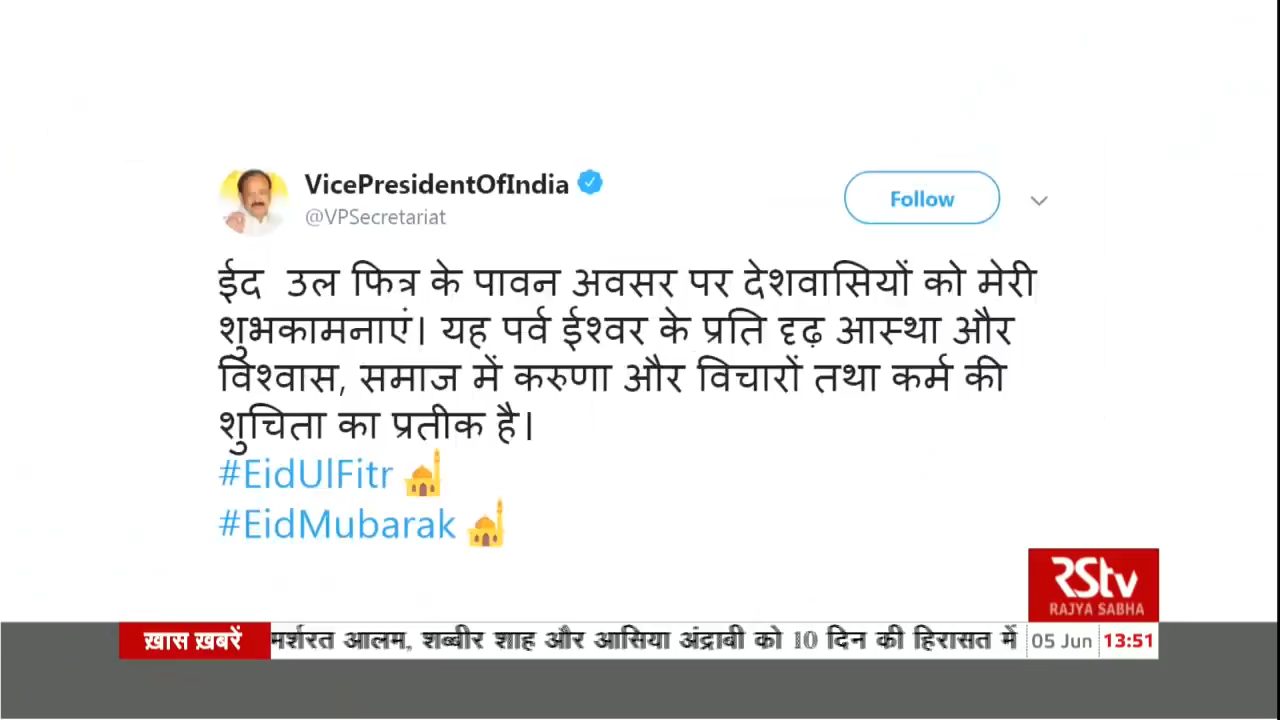 VicePresidentOfIndia
@VPSecretariat
Follow
ईद उल फित्र के पावन अवसर पर देशवासियों को मेरी
शुभकामनाएं। यह पर्व ईश्वर के प्रति दृढ़ आस्था और
विश्वास, समाज में करुणा और विचारों तथा कर्म की
शुचिता का प्रतीक है।
#EidUlFitr
#EidMubarak
RStv
RAJYA SABHA
ख़ास ख़बरें
मर्शरत आलम, शब्बीर शाह और आसिया अंद्राबी को 10 दिन की हिरासत में
05 Jun
13:51